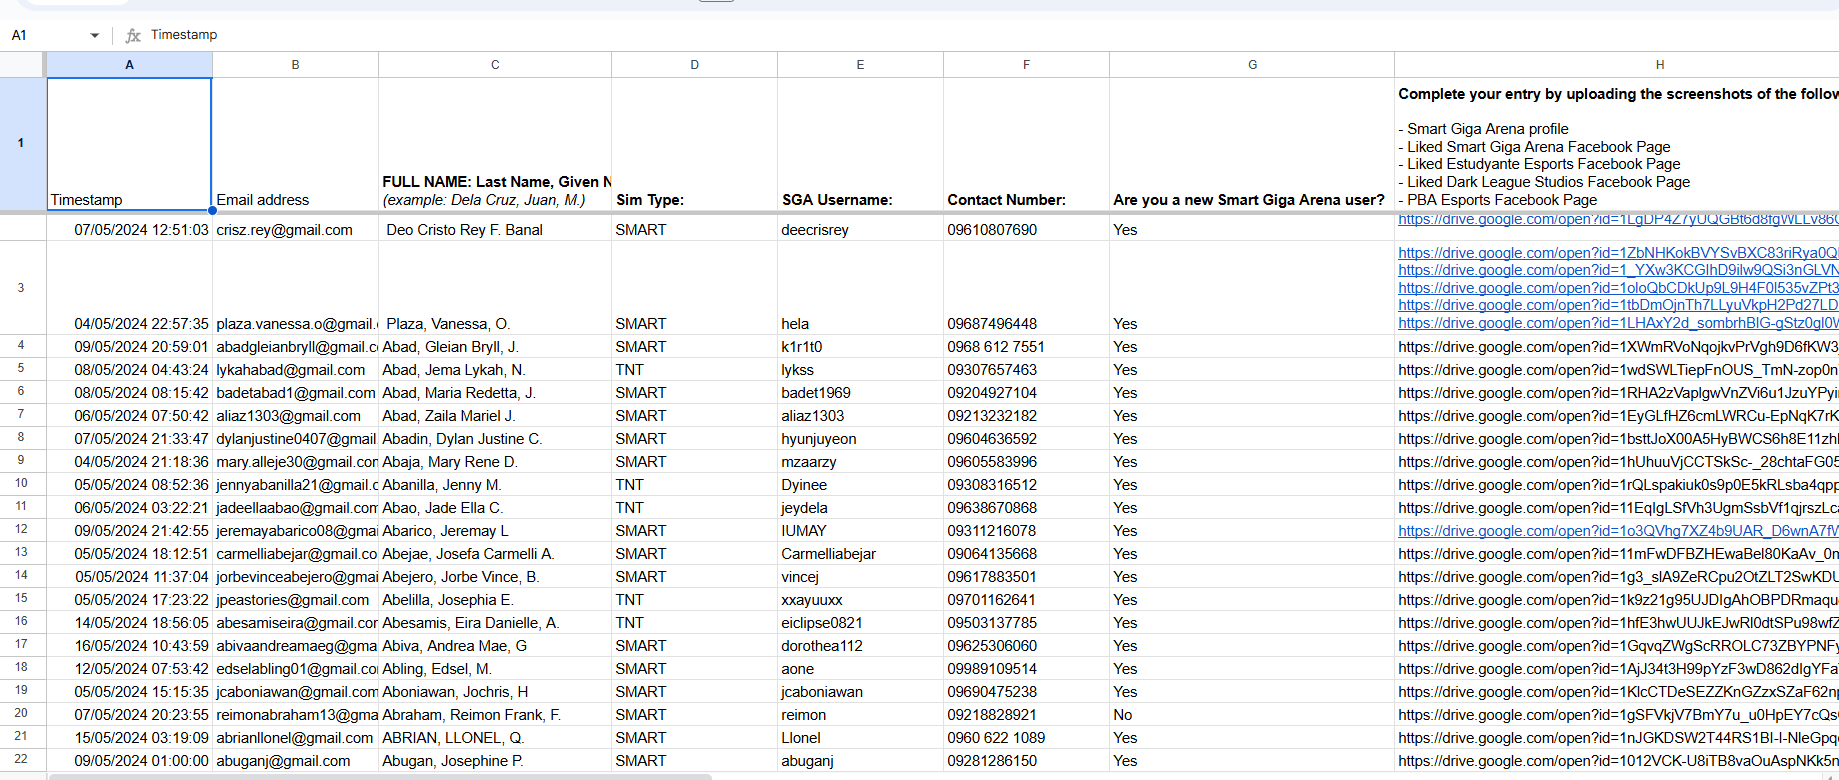 A1 fx Timestamp
A B C D E F G H
1
Timestamp
Email address
FULL NAME: Last Name, Given N
(example: Dela Cruz, Juan, M.)
Sim Type:
SGA Username:
Contact Number:
Are you a new Smart Giga Arena user?
Complete your entry by uploading the screenshots of the follow
- Smart Giga Arena profile
- Liked Smart Giga Arena Facebook Page
- Liked Estudyante Esports Facebook Page
- Liked Dark League Studios Facebook Page
- PBA Esports Facebook Page
07/05/2024 12:51:03 crisz.rey@gmail.com Deo Cristo Rey F. Banal SMART deecrisrey 09610807690 Yes
https://drive.google.com/open?id=1ZbNHKokBVYSvBXC83riRya0Q
https://drive.google.com/open?id=1_YXw3KCGIhD9ilw9QSi3nGLVN
https://drive.google.com/open?id=1oloQbCDkUp9L9H4F0I535vZPt3
https://drive.google.com/open?id=1tbDmOjnTh7LLyuVkpH2Pd27LD
3 04/05/2024 22:57:35 plaza.vanessa.o@gmail. Plaza, Vanessa, O. SMART hela 09687496448 Yes https://drive.google.com/open?id=1LHAxY2d_sombrhBlG-gStz0gl0W
4 09/05/2024 20:59:01 abadgleianbryll@gmail.c Abad, Gleian Bryll, J. SMART k1r1t0 0968 612 7551 Yes https://drive.google.com/open?id=1XWmRVoNqojkvPrVgh9D6fKW3
5 08/05/2024 04:43:24 lykahabad@gmail.com Abad, Jema Lykah, N. TNT lykss 09307657463 Yes https://drive.google.com/open?id=1wdSWLTiepFnOUS_TmN-zop0n
6 08/05/2024 08:15:42 badetabad1@gmail.com Abad, Maria Redetta, J. SMART badet1969 09204927104 Yes https://drive.google.com/open?id=1RHA2zVaplgwVnZVi6u1JzuYPyi
7 06/05/2024 07:50:42 aliaz1303@gmail.com Abad, Zaila Mariel J. SMART aliaz1303 09213232182 Yes https://drive.google.com/open?id=1EyGLfHZ6cmLWRCu-EpNqK7rK
8 07/05/2024 21:33:47 dylanjustine0407@gmail Abadin, Dylan Justine C. SMART hyunjuyeon 09604636592 Yes https://drive.google.com/open?id=1bsttJoX00A5HyBWCS6h8E11zh
9 04/05/2024 21:18:36 mary.alleje30@gmail.com Abaja, Mary Rene D. SMART mzaarzy 09605583996 Yes https://drive.google.com/open?id=1hUhuuVjCCTSkSc-_28chtaFG05
10 05/05/2024 08:52:36 jennyabanilla21@gmail.c Abanilla, Jenny M. TNT Dyinee 09308316512 Yes https://drive.google.com/open?id=1rQLspakiuk0s9p0E5kRLsba4qpp
11 06/05/2024 03:22:21 jadeellaabao@gmail.com Abao, Jade Ella C. TNT jeydela 09638670868 Yes https://drive.google.com/open?id=11EqIgLSfVh3UgmSsbVf1qjrszLc
12 09/05/2024 21:42:55 jeremayabarico08@gmai Abarico, Jeremay L SMART IUMAY 09311216078 Yes https://drive.google.com/open?id=1o3QVhg7XZ4b9UAR_D6wnA7fV
13 05/05/2024 18:12:51 carmelliabejar@gmail.co Abejae, Josefa Carmelli A. SMART Carmelliabejar 09064135668 Yes https://drive.google.com/open?id=11mFwDFBZHEwaBel80KaAv_0n
14 05/05/2024 11:37:04 jorbevinceabejero@gmai Abejero, Jorbe Vince, B. SMART vincej 09617883501 Yes https://drive.google.com/open?id=1g3_slA9ZeRCpu2OtZLT2SwKDU
15 05/05/2024 17:23:22 jpeastories@gmail.com Abelilla, Josephia E. TNT xxayuuxx 09701162641 Yes https://drive.google.com/open?id=1k9z21g95UJDIgAhOBPDRmaqu
16 14/05/2024 18:56:05 abesamiseira@gmail.com Abesamis, Eira Danielle, A. TNT eiclipse0821 09503137785 Yes https://drive.google.com/open?id=1hfE3hwUUJkEJwRl0dtSPu98wfZ
17 16/05/2024 10:43:59 abivaandreamaeg@gma Abiva, Andrea Mae, G SMART dorothea112 09625306060 Yes https://drive.google.com/open?id=1GqvqZWgScRROLC73ZBYPNFy
18 12/05/2024 07:53:42 edselabling01@gmail.co Abling, Edsel, M. SMART aone 09989109514 Yes https://drive.google.com/open?id=1AjJ34t3H99pYzF3wD862dIgYFa
19 05/05/2024 15:15:35 jcaboniawan@gmail.com Aboniawan, Jochris, H SMART jcaboniawan 09690475238 Yes https://drive.google.com/open?id=1KlcCTDeSEZZKnGZzxSZaF62np
20 07/05/2024 20:23:55 reimonabraham13@gma Abraham, Reimon Frank, F. SMART reimon 09218828921 No https://drive.google.com/open?id=1gSFVkjV7BmY7u_u0HpEY7cQs
21 15/05/2024 03:19:09 abrianllonel@gmail.com ABRIAN, LLONEL, Q. SMART Llonel 0960 622 1089 Yes https://drive.google.com/open?id=1nJGKDSW2T44RS1BI-I-NleGpq
22 09/05/2024 01:00:00 abuganj@gmail.com Abugan, Josephine P. SMART abuganj 09281286150 Yes https://drive.google.com/open?id=1012VCK-U8iTB8vaOuAspNKk5n